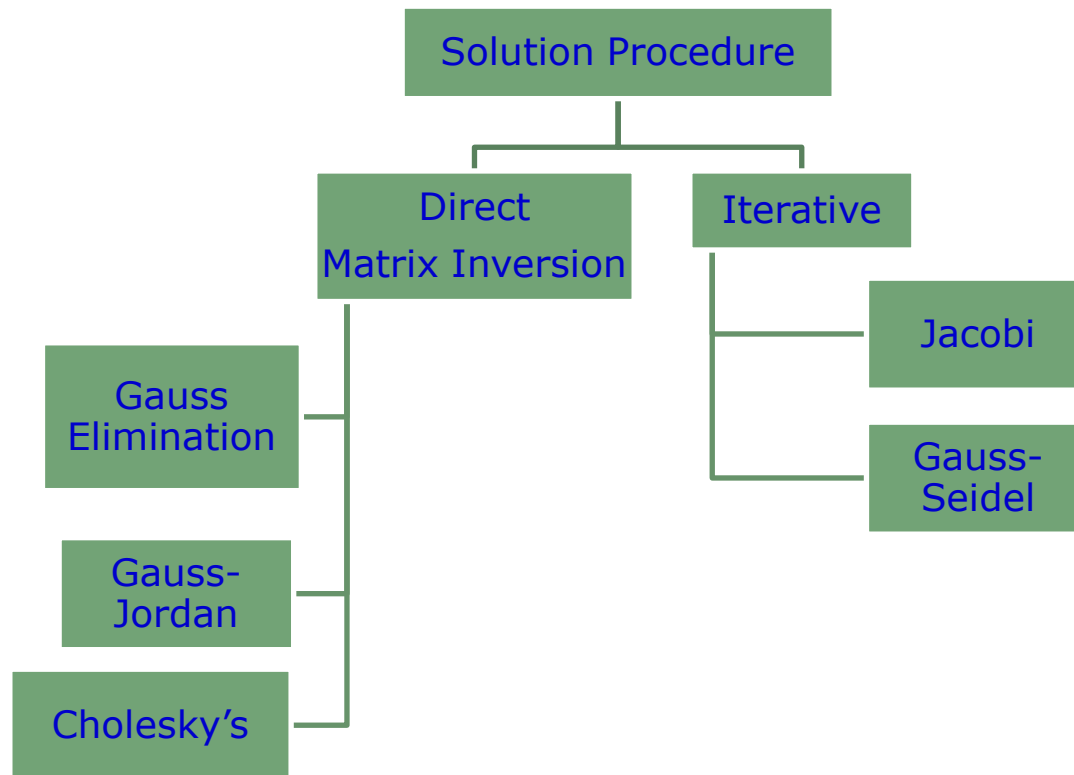 Solution Procedure
Direct
Matrix Inversion
Iterative
Jacobi
Gauss
Elimination
Gauss-
Seidel
Gauss-
Jordan
Cholesky’s